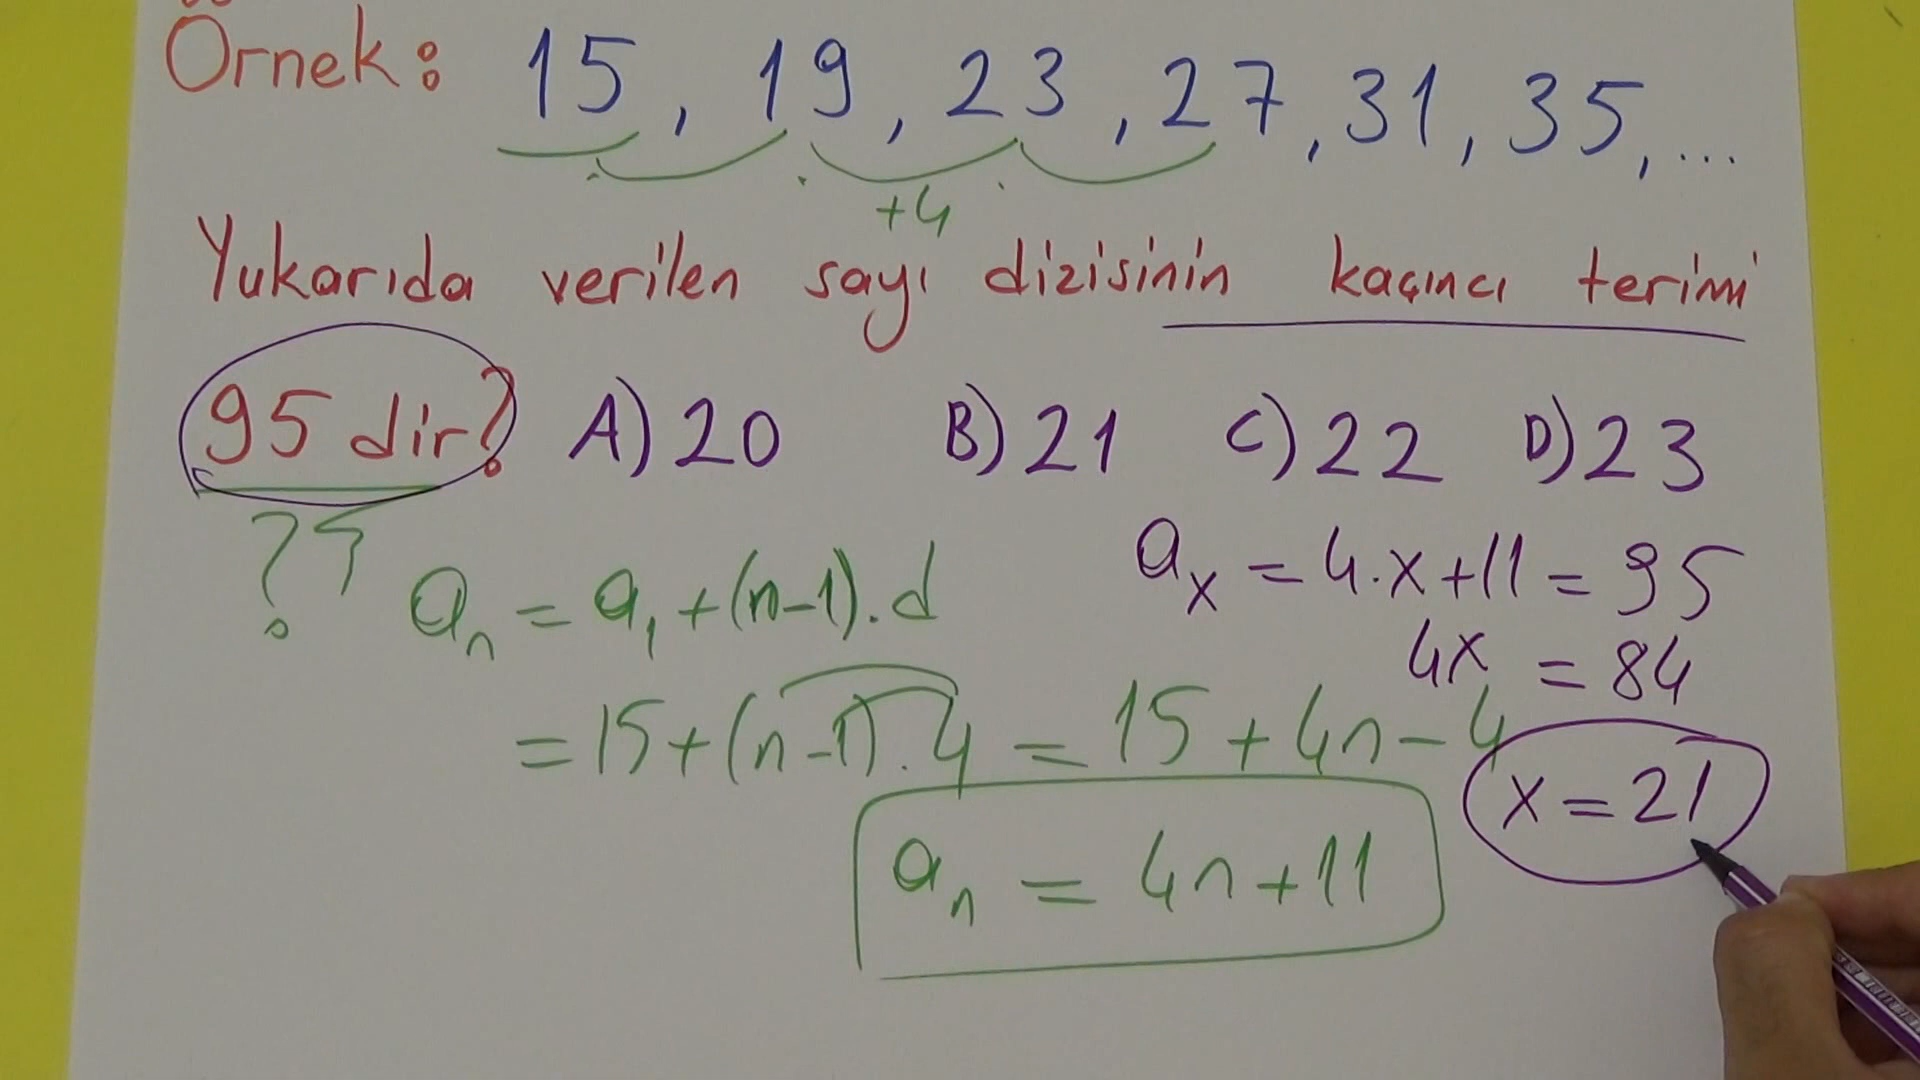 Örnek: 15, 19, 23, 27, 31, 35, ...
+4
Yukarıda verilen sayı dizisinin kaçıncı terimi
95 dir? A) 20 B) 21 C) 22 D) 23
??
aₙ = a₁ + (n-1).d
= 15 + (n-1).4 = 15 + 4n - 4
aₙ = 4n + 11
aₓ = 4.x + 11 = 95
4x = 84
x = 21